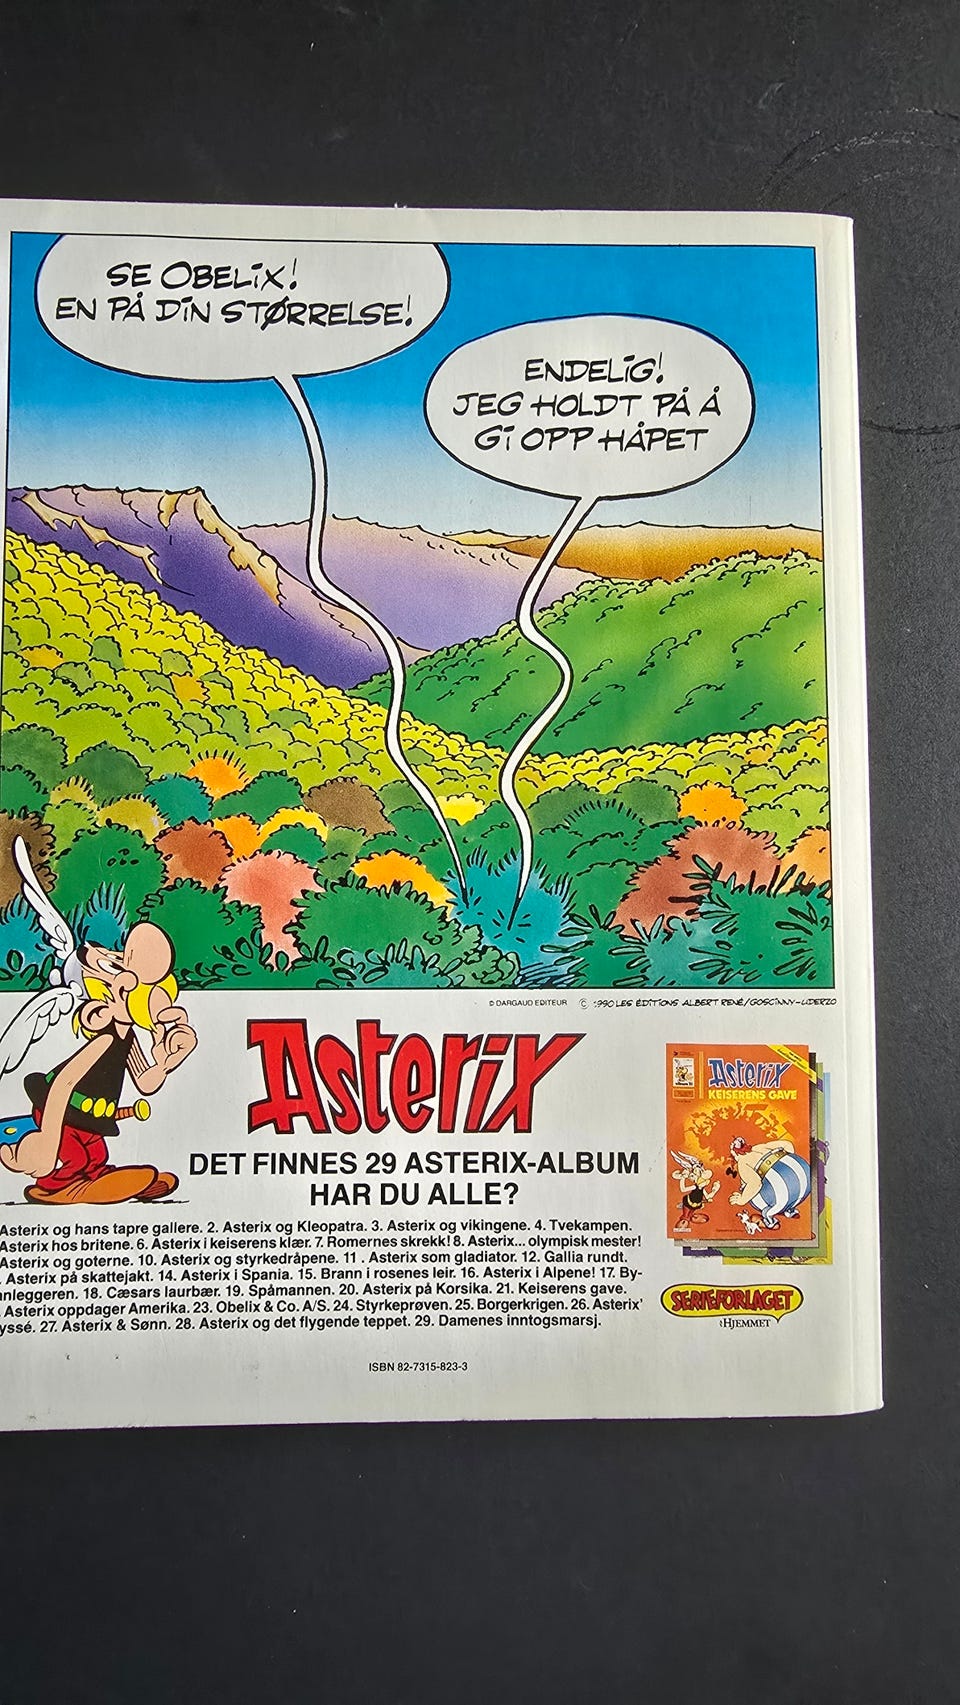 SE OBELIX!
EN PÅ DIN STØRRELSE!
ENDELIG!
JEG HOLDT PÅ Å
GI OPP HÅPET
© DARGAUD EDITEUR © 1990 LES ÉDITIONS ALBERT RENÉ/GOSCINNY-UDERZO
Asterix
DET FINNES 29 ASTERIX-ALBUM
HAR DU ALLE?
Asterix
KEISERENS GAVE
Asterix og hans tapre gallere. 2. Asterix og Kleopatra. 3. Asterix og vikingene. 4. Tvekampen.
Asterix hos britene. 6. Asterix i keiserens klær. 7. Romernes skrekk! 8. Asterix... olympisk mester!
Asterix og goterne. 10. Asterix og styrkedråpene. 11 . Asterix som gladiator. 12. Gallia rundt.
. Asterix på skattejakt. 14. Asterix i Spania. 15. Brann i rosenes leir. 16. Asterix i Alpene! 17. By-
nleggeren. 18. Cæsars laurbær. 19. Spåmannen. 20. Asterix på Korsika. 21. Keiserens gave.
Asterix oppdager Amerika. 23. Obelix & Co. A/S. 24. Styrkeprøven. 25. Borgerkrigen. 26. Asterix'
yssé. 27. Asterix & Sønn. 28. Asterix og det flygende teppet. 29. Damenes inntogsmarsj.
SERIEFORLAGET
HJEMMET
ISBN 82-7315-823-3